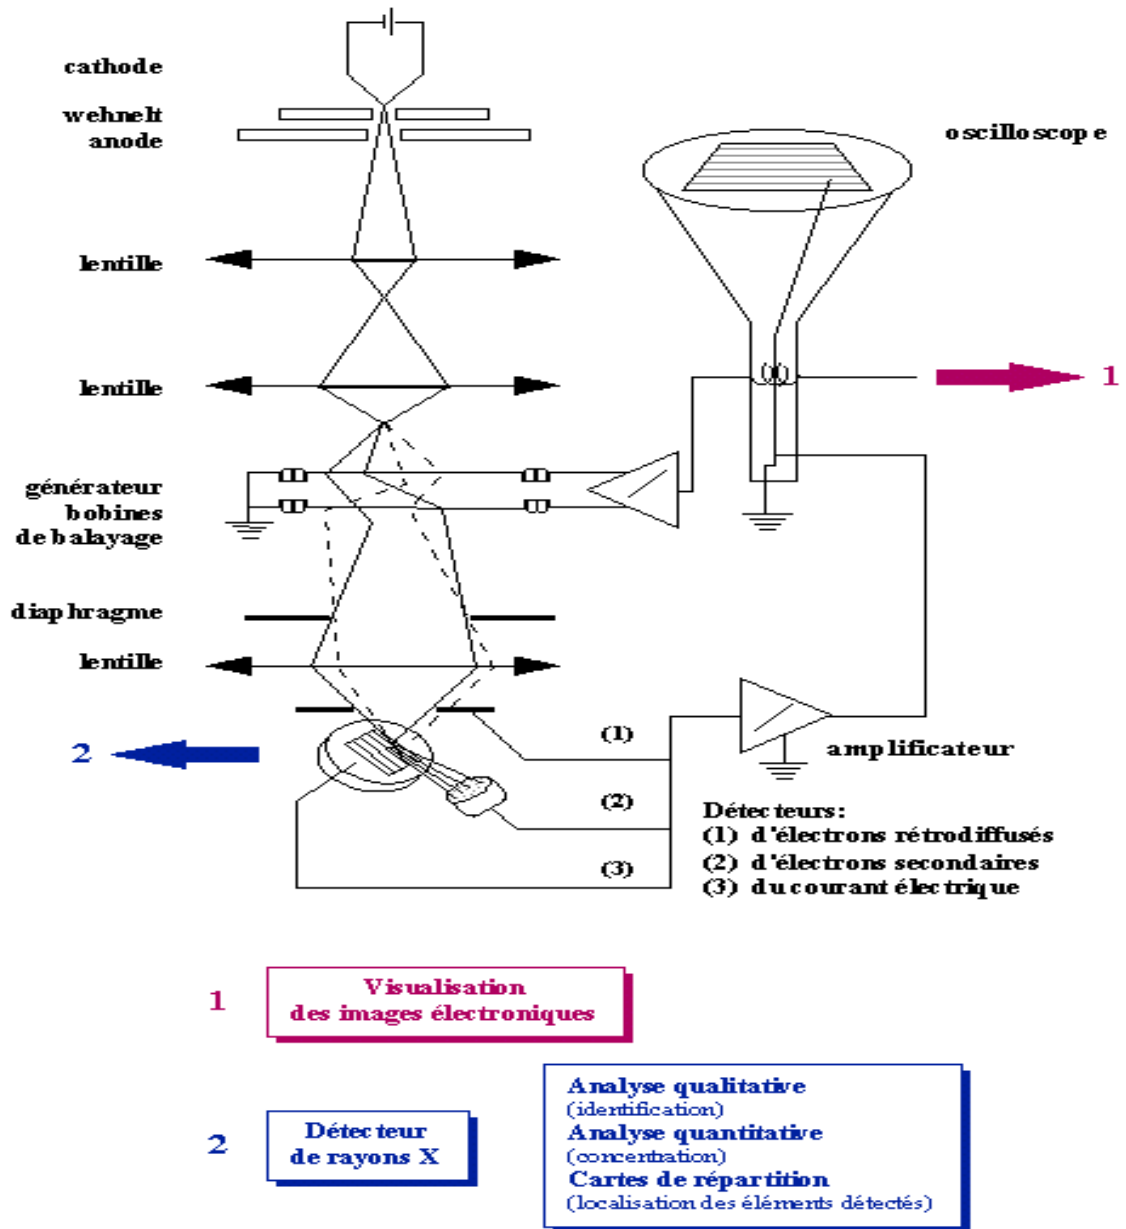 cathode
wehnelt
anode
oscilloscope
lentille
lentille
1
générateur
bobines
de balayage
diaphragme
lentille
2
(1)
amplificateur
(2)
Détecteurs:
(1) d'électrons rétrodiffusés
(2) d'électrons secondaires
(3) du courant électrique
(3)
1
Visualisation
des images électroniques
2
Détecteur
de rayons X
Analyse qualitative
(identification)
Analyse quantitative
(concentration)
Cartes de répartition
(localisation des éléments détectés)